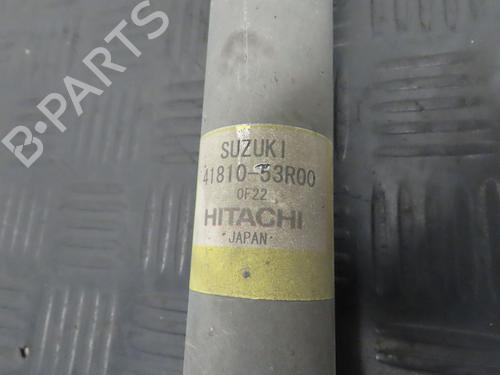 B-PARTS
SUZUKI
41810-53R00
0F22
HITACHI
JAPAN